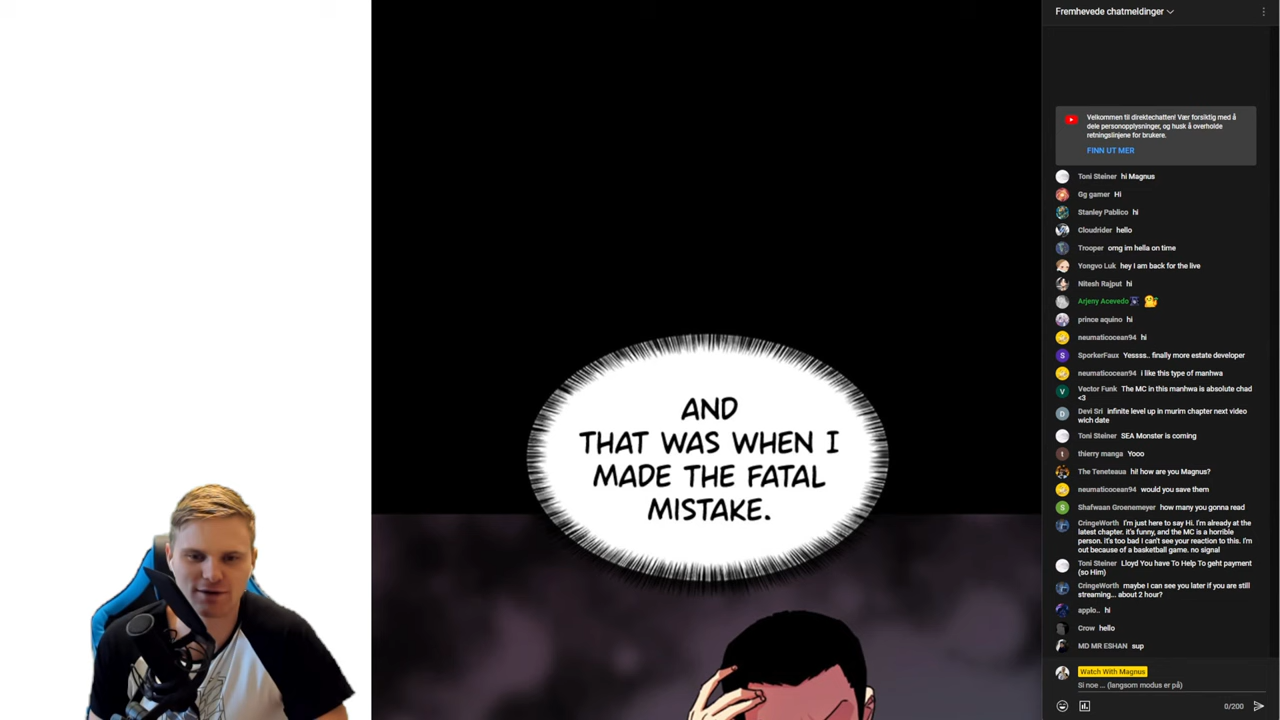 AND
THAT WAS WHEN I
MADE THE FATAL
MISTAKE.
Fremhevede chatmeldinger
Velkommen til direktechatten! Vær forsiktig med å
dele personopplysninger, og husk å overholde
retningslinjene for brukere.
FINN UT MER
Toni Steiner hi Magnus
Gg gamer Hi
Stanley Pablico hi
Cloudrider hello
Trooper omg im hella on time
Yongvo Luk hey I am back for the live
Nitesh Rajput hi
Arjeny Acevedo
prince aquino hi
neumaticocean94 hi
S SporkerFaux Yessss.. finally more estate developer
neumaticocean94 i like this type of manhwa
V Vector Funk The MC in this manhwa is absolute chad
<3
D Devi Sri infinite level up in murim chapter next video
wich date
Toni Steiner SEA Monster is coming
t thierry manga Yooo
The Teneteaua hi! how are you Magnus?
neumaticocean94 would you save them
S Shafwaan Groenemeyer how many you gonna read
CringeWorth I'm just here to say Hi. I'm already at the
latest chapter. it's funny, and the MC is a horrible
person. it's too bad I can't see your reaction to this. I'm
out because of a basketball game. no signal
Toni Steiner Lloyd You have To Help To geht payment
(so Him)
CringeWorth maybe I can see you later if you are still
streaming... about 2 hour?
applo.. hi
Crow hello
MD MR ESHAN sup
Watch With Magnus
Si noe ... (langsom modus er på)
0/200